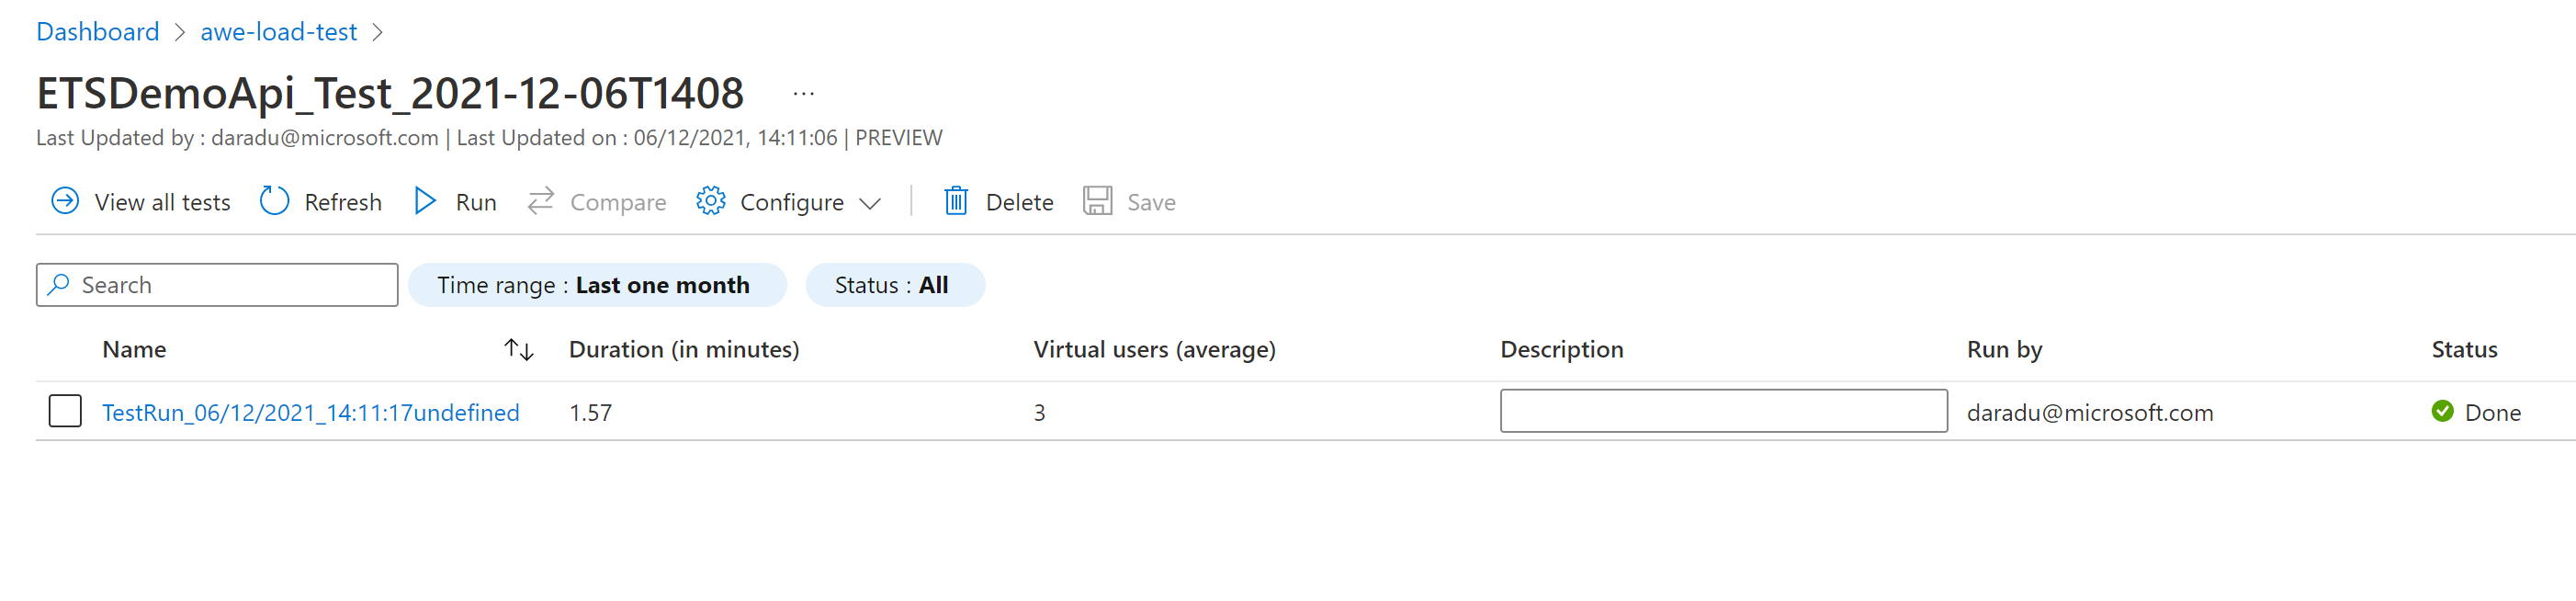 Dashboard > awe-load-test >
ETSDemoApi_Test_2021-12-06T1408 ...
Last Updated by : daradu@microsoft.com | Last Updated on : 06/12/2021, 14:11:06 | PREVIEW
View all tests Refresh Run Compare Configure Delete Save
Search Time range : Last one month Status : All
Name Duration (in minutes) Virtual users (average) Description Run by Status
TestRun_06/12/2021_14:11:17undefined 1.57 3 daradu@microsoft.com Done